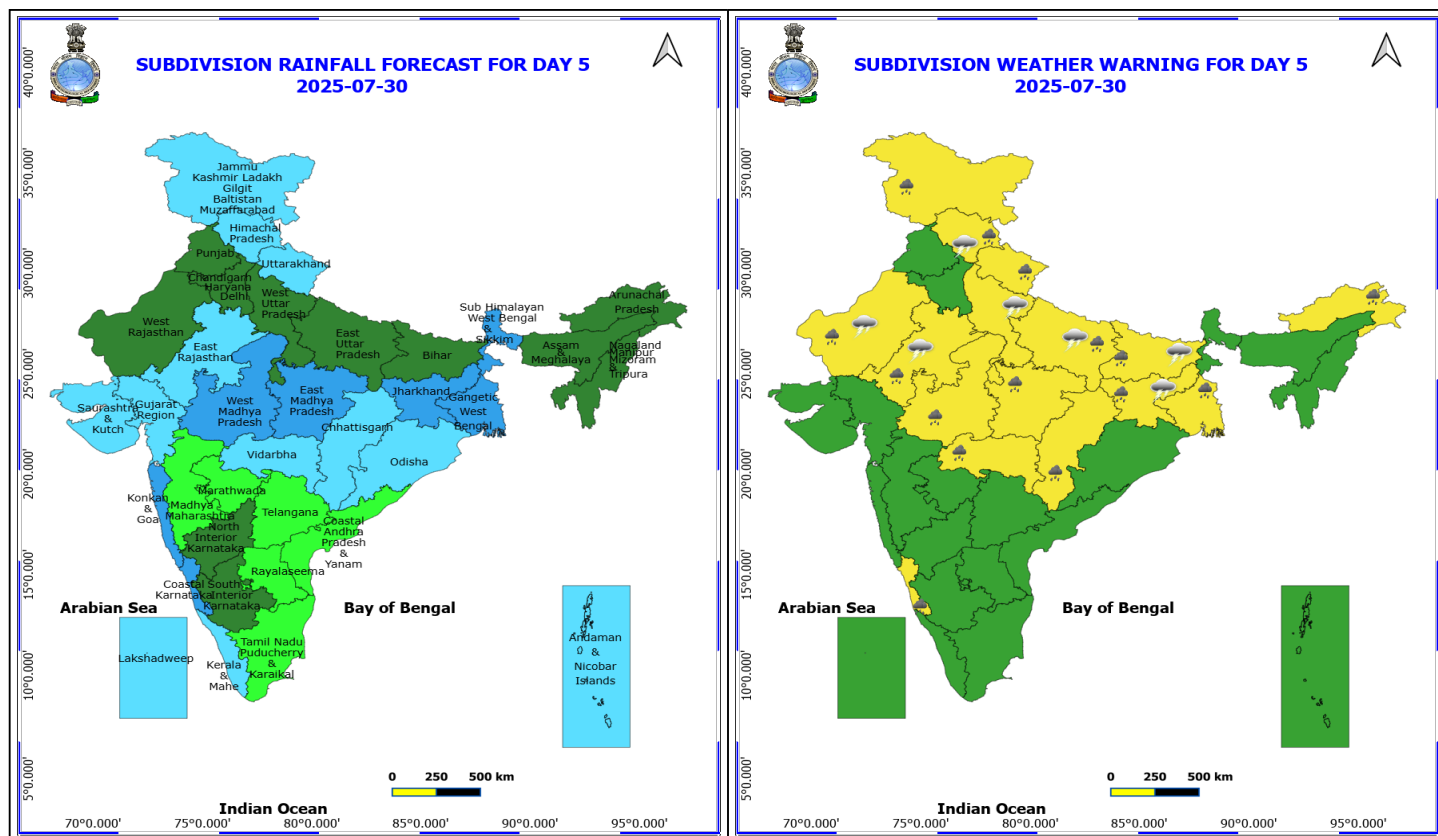 SUBDIVISION RAINFALL FORECAST FOR DAY 5
2025-07-30
40°0.000'
35°0.000'
30°0.000'
25°0.000'
20°0.000'
15°0.000'
10°0.000'
5°0.000'
Jammu
Kashmir Ladakh
Gilgit
Baltistan
Muzaffarabad
Himachal
Pradesh
Uttarakhand
Punjab
Chandigarh
Haryana
Delhi
West
Uttar
Pradesh
West
Rajasthan
East
Rajasthan
East
Uttar
Pradesh
Bihar
Sub Himalayan
West Bengal
&
Sikkim
Arunachal
Pradesh
Assam
&
Meghalaya
Nagaland
Manipur
Mizoram
&
Tripura
Saurashtra
&
Kutch
Gujarat
Region
West
Madhya
Pradesh
East
Madhya
Pradesh
Jharkhand
Gangetic
West
Bengal
Chhattisgarh
Vidarbha
Odisha
Konkan
&
Goa
Madhya
Maharashtra
Marathwada
Telangana
North
Interior
Karnataka
Coastal
Andhra
Pradesh
&
Yanam
Rayalaseema
Coastal
Karnataka
South
Interior
Karnataka
Arabian Sea
Bay of Bengal
Lakshadweep
Kerala
&
Mahe
Tamil Nadu
Puducherry
&
Karaikal
Andaman
&
Nicobar
Islands
0 250 500 km
Indian Ocean
70°0.000' 75°0.000' 80°0.000' 85°0.000' 90°0.000' 95°0.000'
SUBDIVISION WEATHER WARNING FOR DAY 5
2025-07-30
40°0.000'
35°0.000'
30°0.000'
25°0.000'
20°0.000'
15°0.000'
10°0.000'
5°0.000'
Arabian Sea
Bay of Bengal
0 250 500 km
Indian Ocean
70°0.000' 75°0.000' 80°0.000' 85°0.000' 90°0.000' 95°0.000'